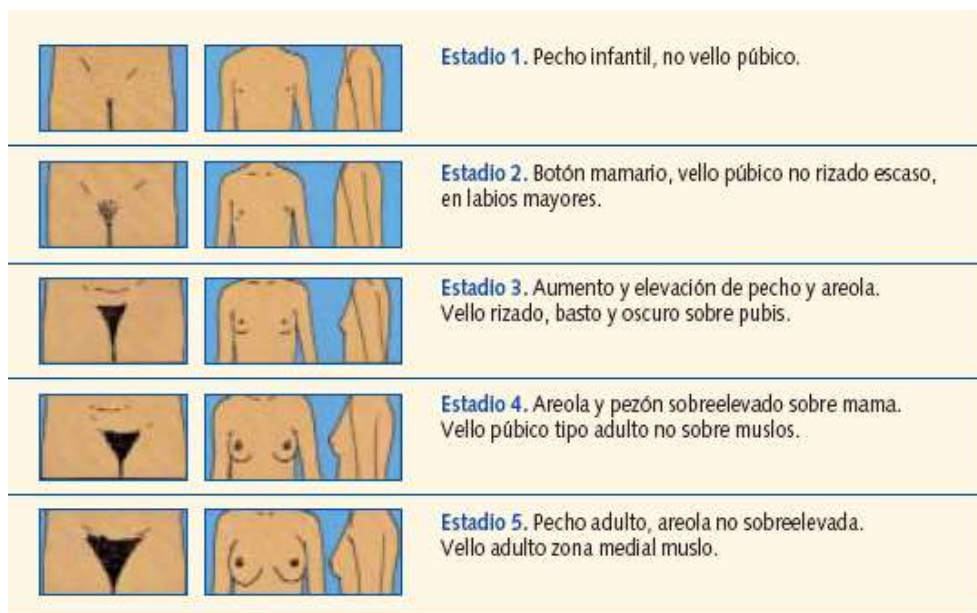 Estadio 1. Pecho infantil, no vello púbico.
Estadio 2. Botón mamario, vello púbico no rizado escaso,
en labios mayores.
Estadio 3. Aumento y elevación de pecho y areola.
Vello rizado, basto y oscuro sobre pubis.
Estadio 4. Areola y pezón sobreelevado sobre mama.
Vello púbico tipo adulto no sobre muslos.
Estadio 5. Pecho adulto, areola no sobreelevada.
Vello adulto zona medial muslo.